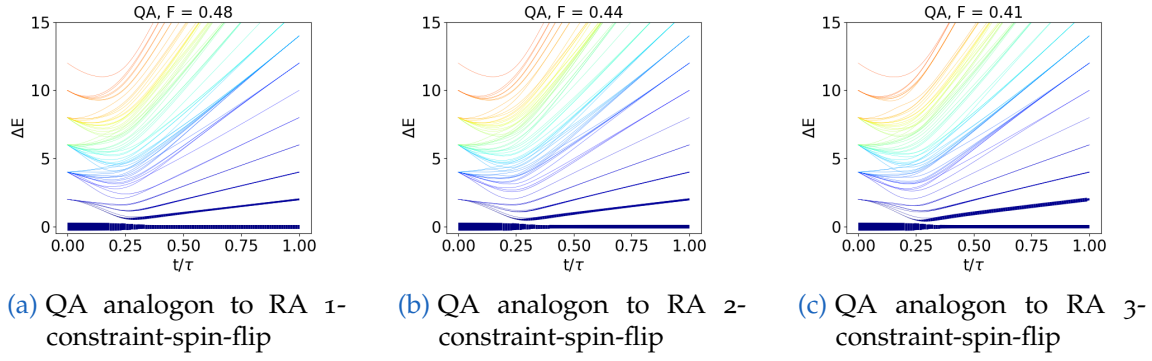 QA, F = 0.48
15
10
5
0
ΔE
0.00 0.25 0.50 0.75 1.00
t/τ
(a) QA analogon to RA 1-
constraint-spin-flip
QA, F = 0.44
15
10
5
0
ΔE
0.00 0.25 0.50 0.75 1.00
t/τ
(b) QA analogon to RA 2-
constraint-spin-flip
QA, F = 0.41
15
10
5
0
ΔE
0.00 0.25 0.50 0.75 1.00
t/τ
(c) QA analogon to RA 3-
constraint-spin-flip